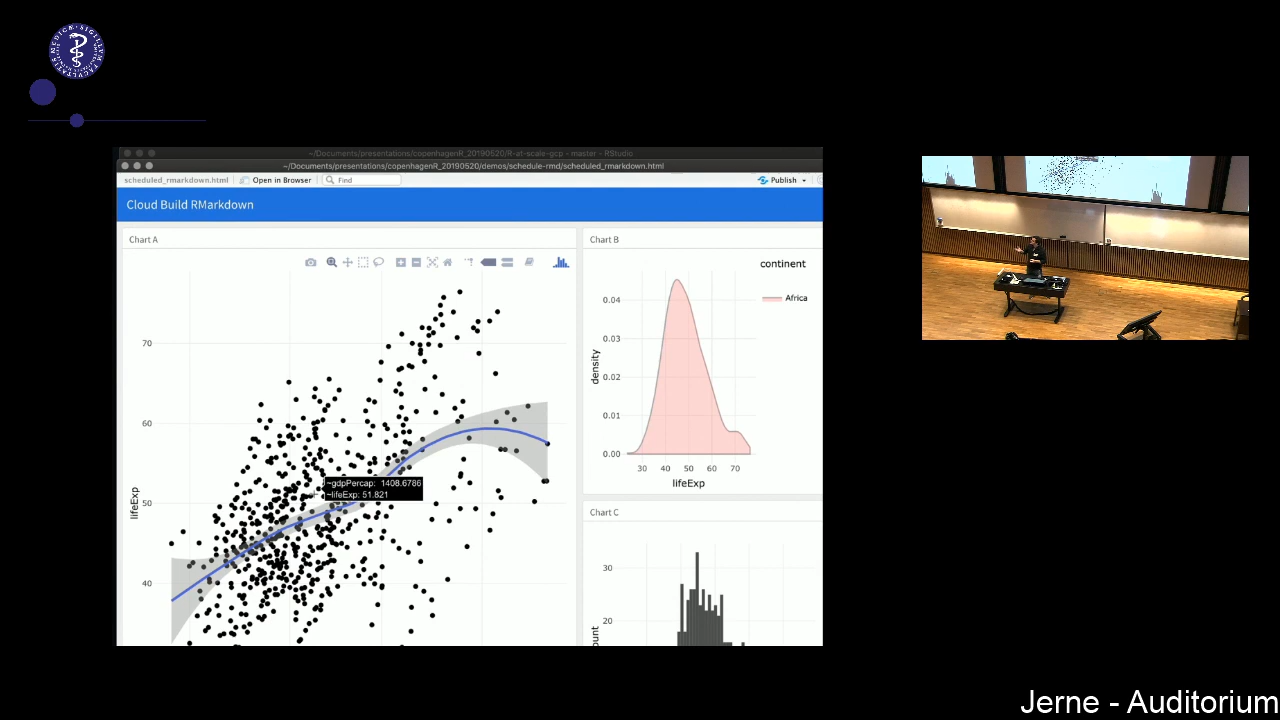 ~/Documents/presentations/copenhagenR_20190520/R-at-scale-gcp - master - RStudio
~/Documents/presentations/copenhagenR_20190520/demos/schedule-rmd/scheduled_rmarkdown.html
scheduled_rmarkdown.html Open in Browser Find Publish
Cloud Build RMarkdown
Chart A
70
60
50
40
lifeExp
~gdpPercap: 1408.6786
~lifeExp: 51.821
Chart B
continent
Africa
0.04
0.03
0.02
0.01
0.00
density
30 40 50 60 70
lifeExp
Chart C
30
20
Jerne - Auditorium